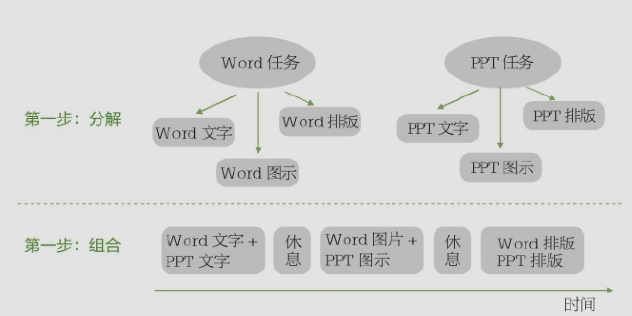 Word 任务
PPT 任务
第一步：分解
Word 文字
Word 排版
Word 图示
PPT 文字
PPT 排版
PPT 图示
第一步：组合
Word 文字 +
PPT 文字
休
息
Word 图片 +
PPT 图示
休
息
Word 排版
PPT 排版
时间